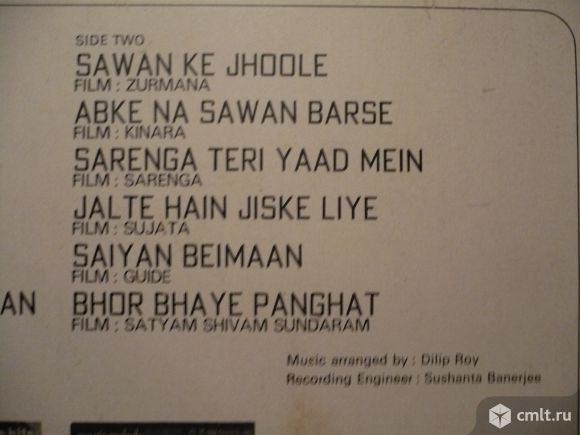 SIDE TWO
SAWAN KE JHOOLE
FILM : ZURMANA
ABKE NA SAWAN BARSE
FILM : KINARA
SARENGA TERI YAAD MEIN
FILM : SARENGA
JALTE HAIN JISKE LIYE
FILM : SUJATA
SAIYAN BEIMAAN
FILM : GUIDE
AN
BHOR BHAYE PANGHAT
FILM : SATYAM SHIVAM SUNDARAM
Music arranged by : Dilip Roy
Recording Engineer : Sushanta Banerjee
cmlt.ru